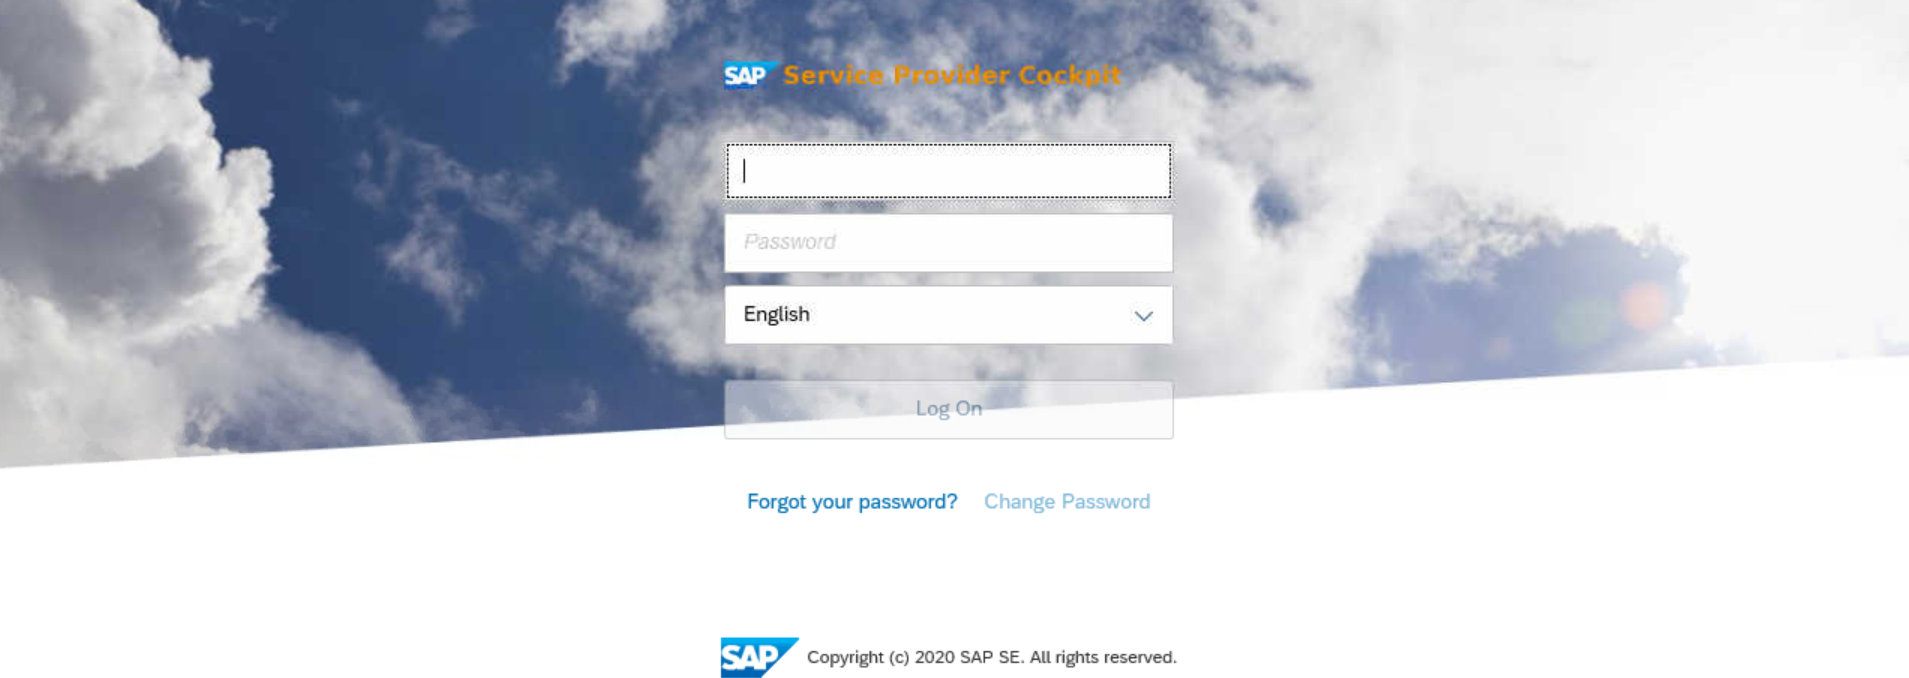 SAP Service Provider Cockpit
Password
English
Log On
Forgot your password? Change Password
SAP Copyright (c) 2020 SAP SE. All rights reserved.